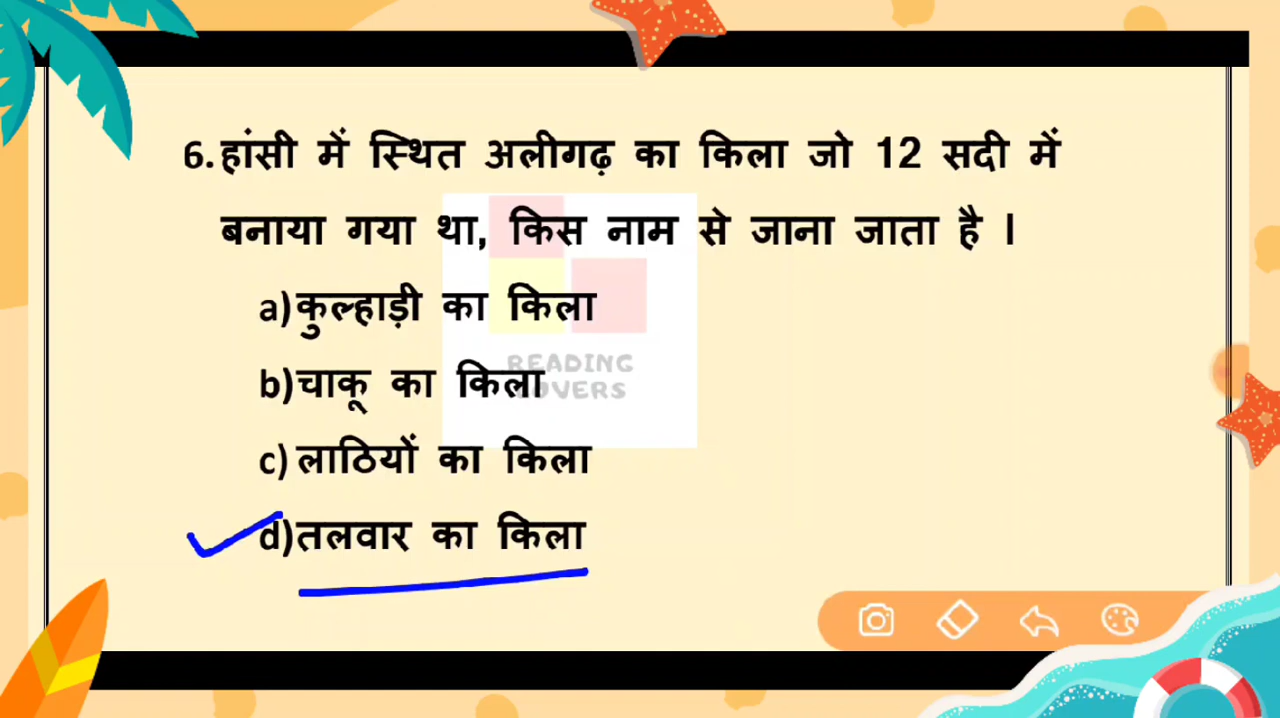 6. हांसी में स्थित अलीगढ़ का किला जो 12 सदी में
बनाया गया था, किस नाम से जाना जाता है ।
a) कुल्हाड़ी का किला
b) चाकू का किला
READING
LOVERS
c) लाठियों का किला
d) तलवार का किला